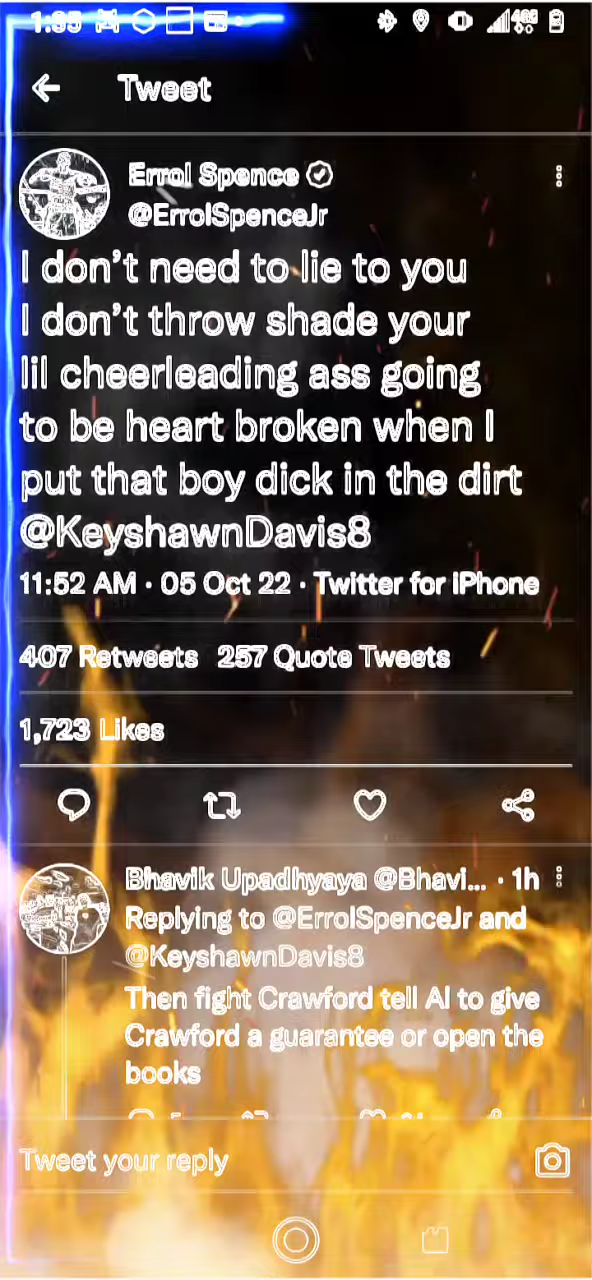 1:35
Tweet
Errol Spence
@ErrolSpenceJr
I don’t need to lie to you
I don’t throw shade your
lil cheerleading ass going
to be heart broken when I
put that boy dick in the dirt
@KeyshawnDavis8
11:52 AM · 05 Oct 22 · Twitter for iPhone
407 Retweets 257 Quote Tweets
1,723 Likes
Bhavik Upadhyaya @Bhavi... · 1h
Replying to @ErrolSpenceJr and
@KeyshawnDavis8
Then fight Crawford tell Al to give
Crawford a guarantee or open the
books
Tweet your reply